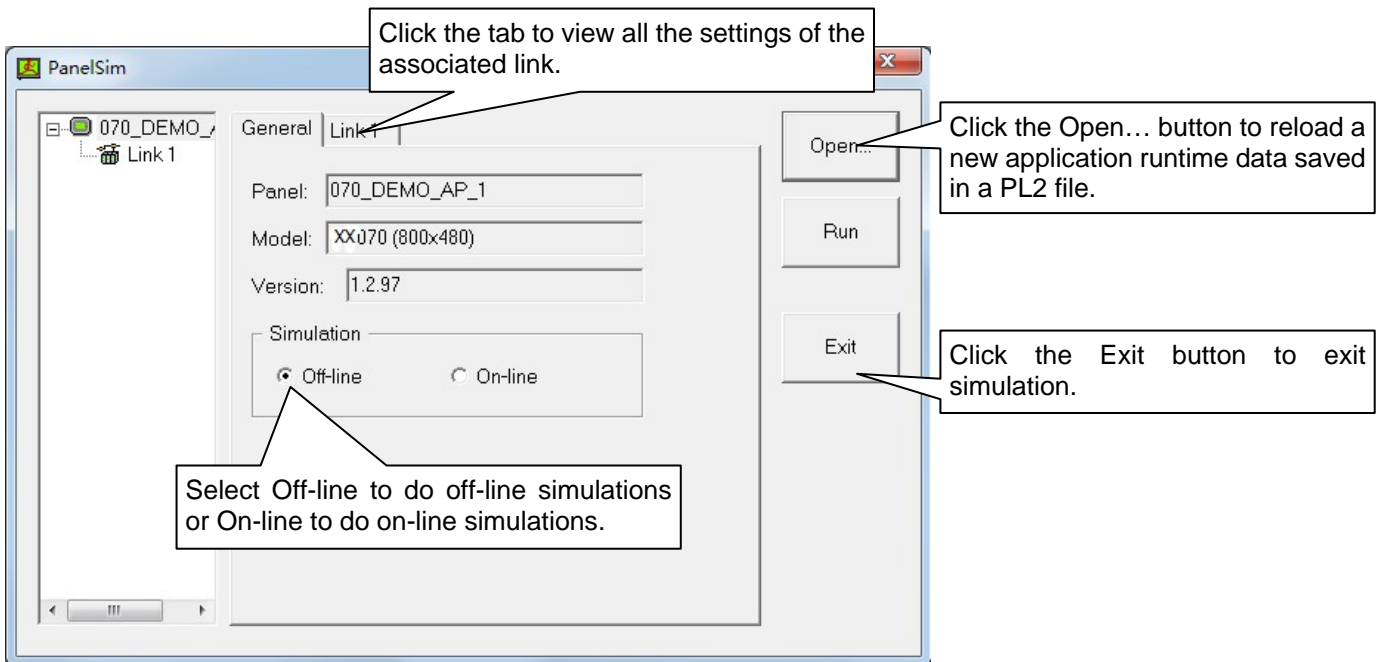 Click the tab to view all the settings of the
associated link.
PanelSim
070_DEMO_
Link 1
General
Link 1
Panel: 070_DEMO_AP_1
Model: XX070 (800x480)
Version: 1.2.97
Simulation
Off-line On-line
Select Off-line to do off-line simulations
or On-line to do on-line simulations.
Open...
Run
Exit
Click the Open… button to reload a
new application runtime data saved
in a PL2 file.
Click the Exit button to exit
simulation.